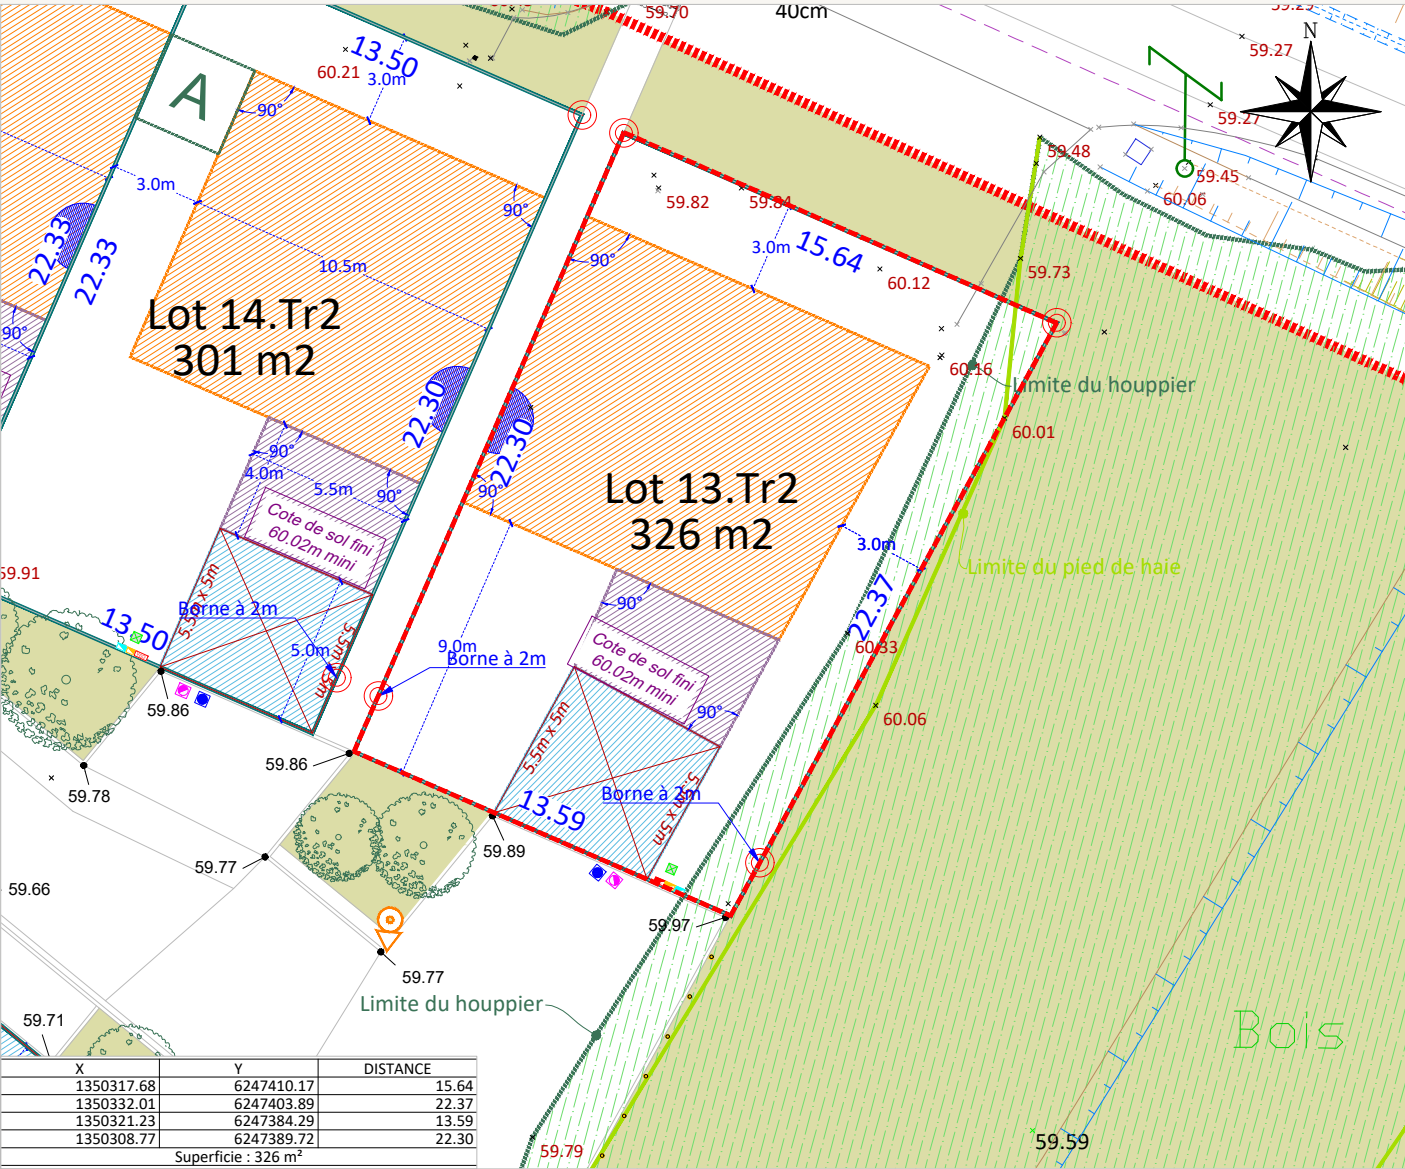 59.70
40cm
59.29
N
13.50
60.21
3.0m
59.27
A
90°
59.27
59.48
59.45
60.06
3.0m
90°
59.82
59.84
22.33
22.33
10.5m
90°
3.0m
15.64
59.73
60.12
Lot 14.Tr2
301 m2
90°
60.16
Limite du houppier
22.30
22.30
60.01
90°
4.0m
5.5m
90°
90°
Lot 13.Tr2
326 m2
Cote de sol fini
60.02m mini
3.0m
Limite du pied de haie
59.91
5.5m x 5m
13.50
Borne à 2m
5.0m
5.5m x 5m
90°
22.37
9.0m
Borne à 2m
60.33
Cote de sol fini
60.02m mini
59.86
90°
60.06
59.86
5.5m x 5m
59.78
Borne à 2m
5.5m x 5m
13.59
59.89
59.77
59.66
59.97
59.77
Limite du houppier
59.71
Bois
X Y DISTANCE
1350317.68 6247410.17 15.64
1350332.01 6247403.89 22.37
1350321.23 6247384.29 13.59
1350308.77 6247389.72 22.30
Superficie : 326 m²
59.79
59.59